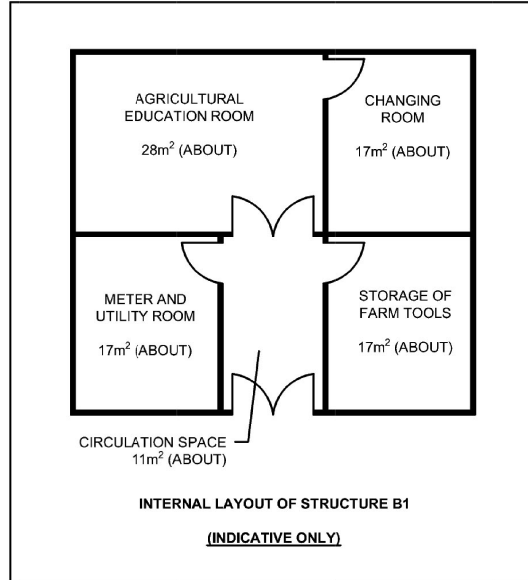 AGRICULTURAL
EDUCATION ROOM
28m² (ABOUT)
CHANGING
ROOM
17m² (ABOUT)
METER AND
UTILITY ROOM
17m² (ABOUT)
STORAGE OF
FARM TOOLS
17m² (ABOUT)
CIRCULATION SPACE
11m² (ABOUT)
INTERNAL LAYOUT OF STRUCTURE B1
(INDICATIVE ONLY)